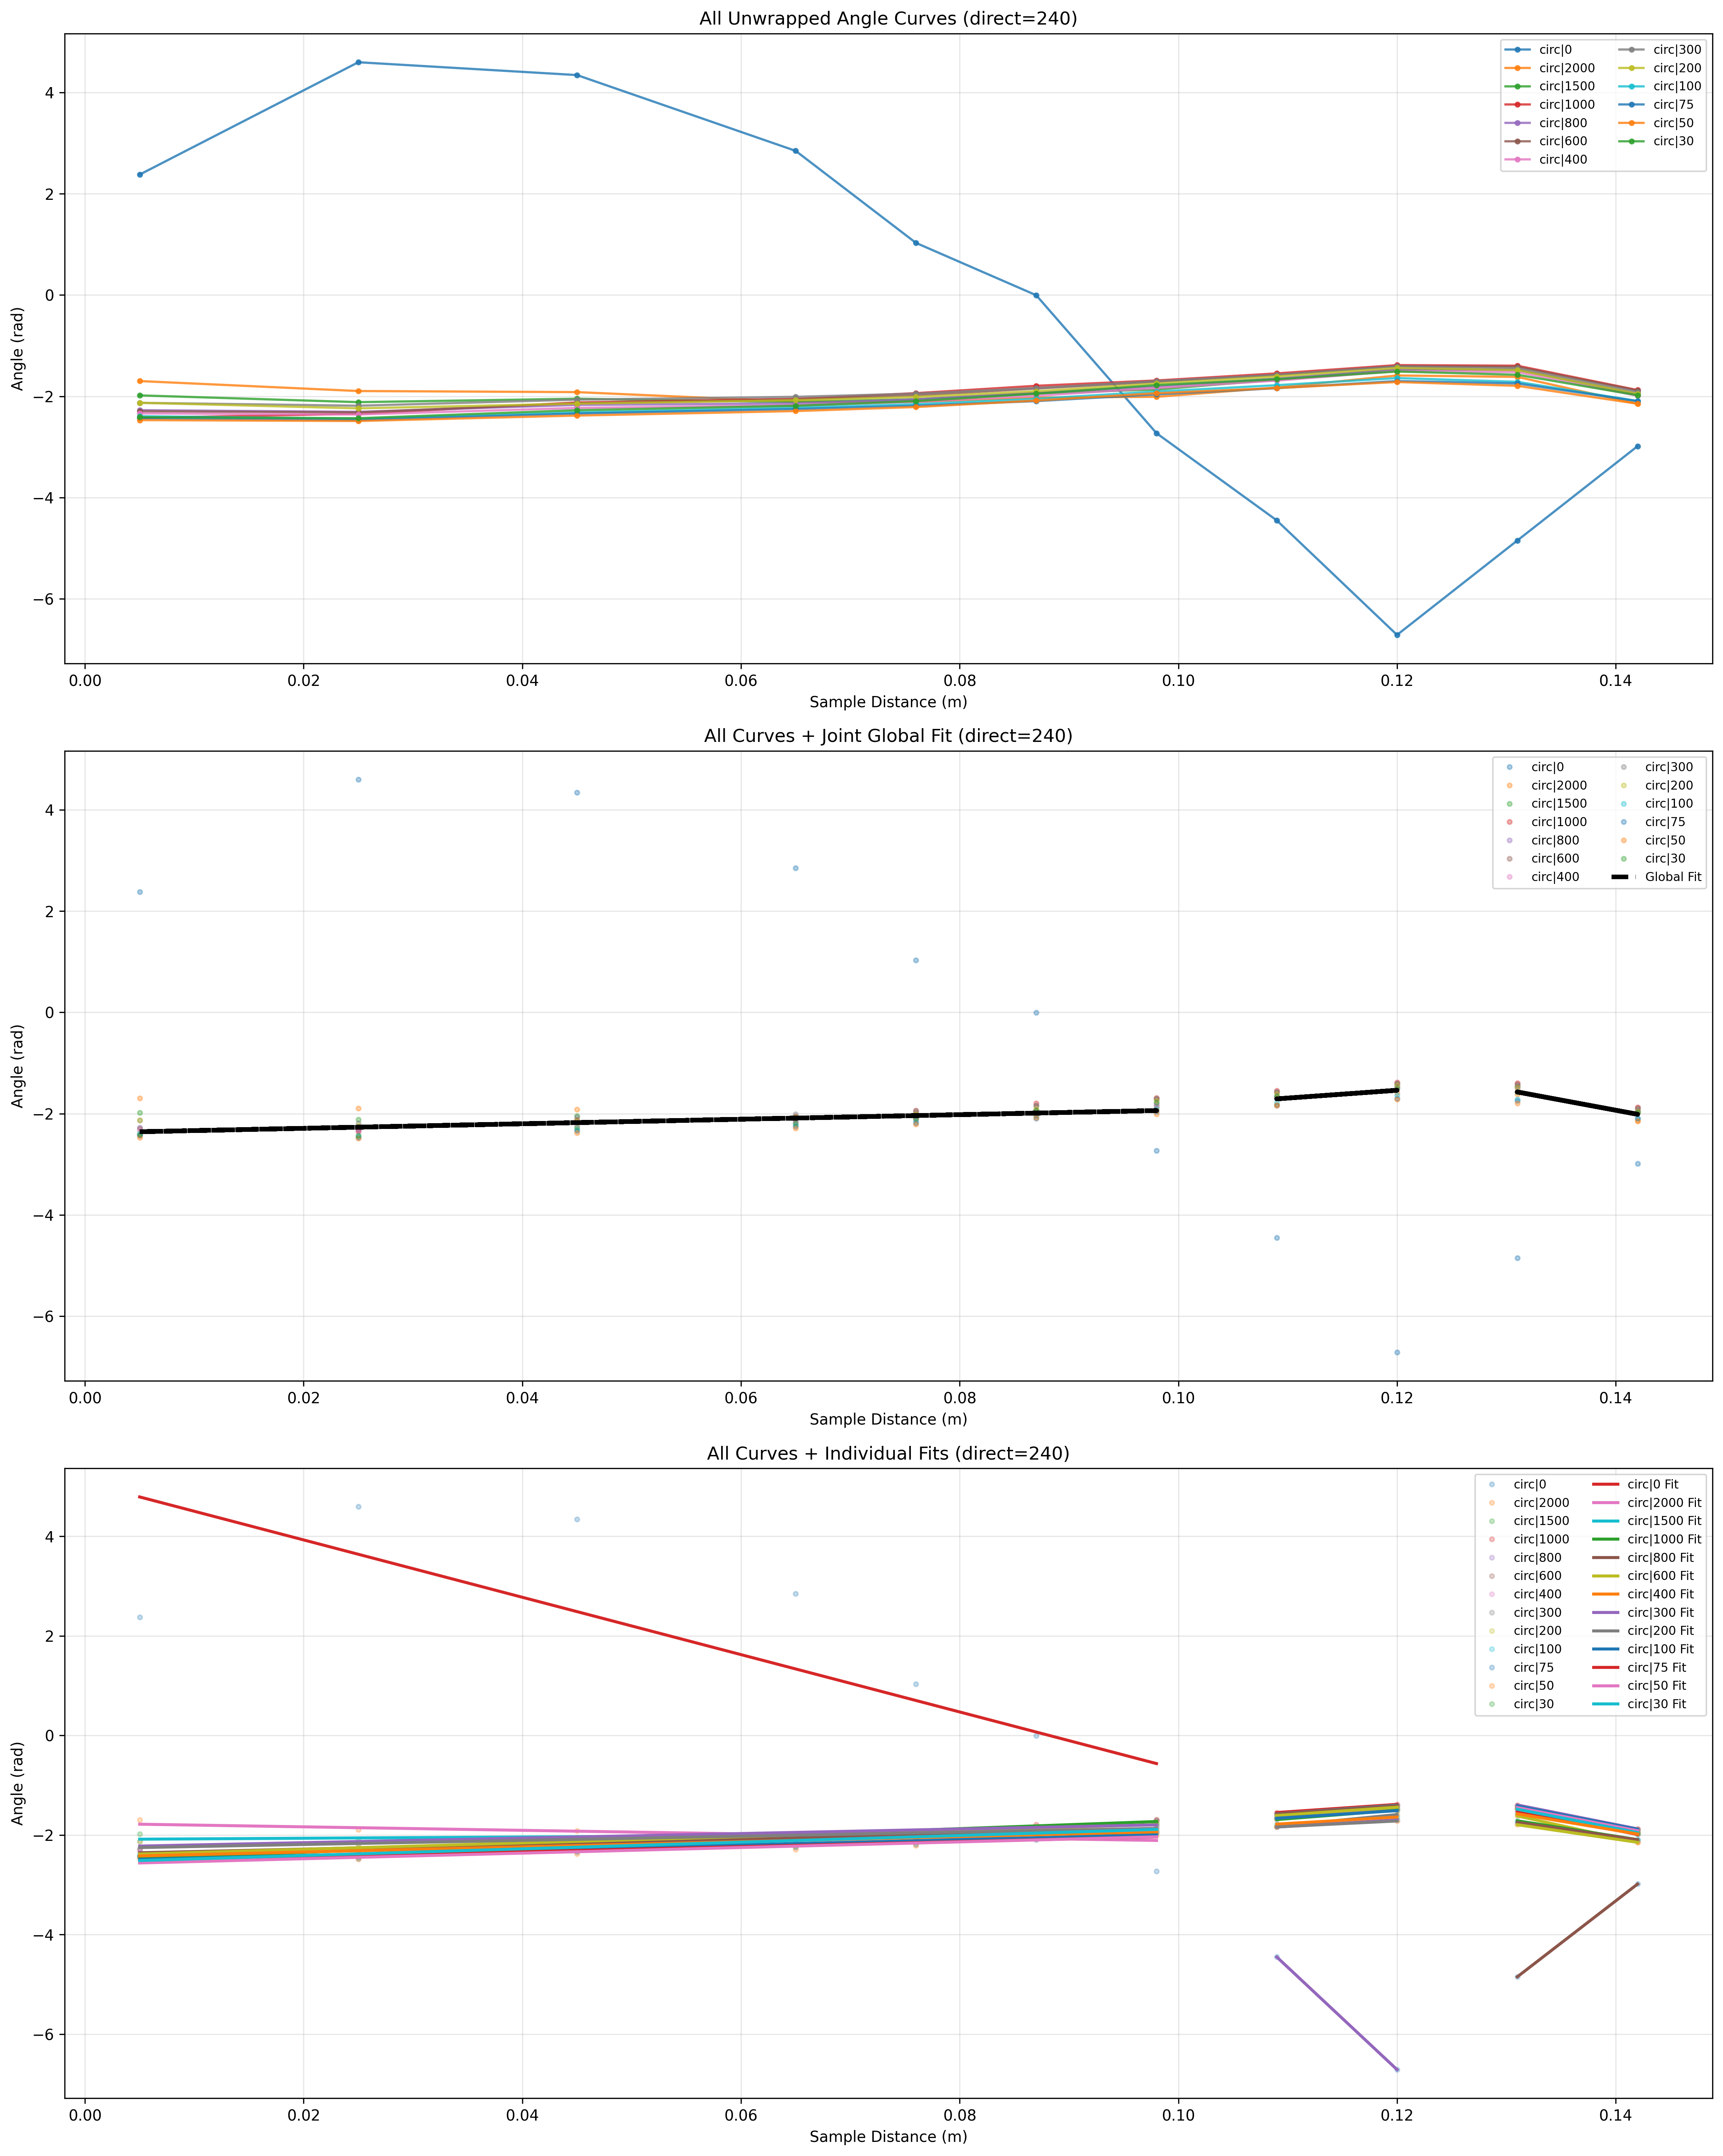 All Unwrapped Angle Curves (direct=240)
circ|0
circ|2000
circ|1500
circ|1000
circ|800
circ|600
circ|400
circ|300
circ|200
circ|100
circ|75
circ|50
circ|30
Angle (rad)
4
2
0
−2
−4
−6
0.00 0.02 0.04 0.06 0.08 0.10 0.12 0.14
Sample Distance (m)
All Curves + Joint Global Fit (direct=240)
circ|0
circ|2000
circ|1500
circ|1000
circ|800
circ|600
circ|400
circ|300
circ|200
circ|100
circ|75
circ|50
circ|30
Global Fit
Angle (rad)
4
2
0
−2
−4
−6
0.00 0.02 0.04 0.06 0.08 0.10 0.12 0.14
Sample Distance (m)
All Curves + Individual Fits (direct=240)
circ|0
circ|2000
circ|1500
circ|1000
circ|800
circ|600
circ|400
circ|300
circ|200
circ|100
circ|75
circ|50
circ|30
circ|0 Fit
circ|2000 Fit
circ|1500 Fit
circ|1000 Fit
circ|800 Fit
circ|600 Fit
circ|400 Fit
circ|300 Fit
circ|200 Fit
circ|100 Fit
circ|75 Fit
circ|50 Fit
circ|30 Fit
Angle (rad)
4
2
0
−2
−4
−6
0.00 0.02 0.04 0.06 0.08 0.10 0.12 0.14
Sample Distance (m)